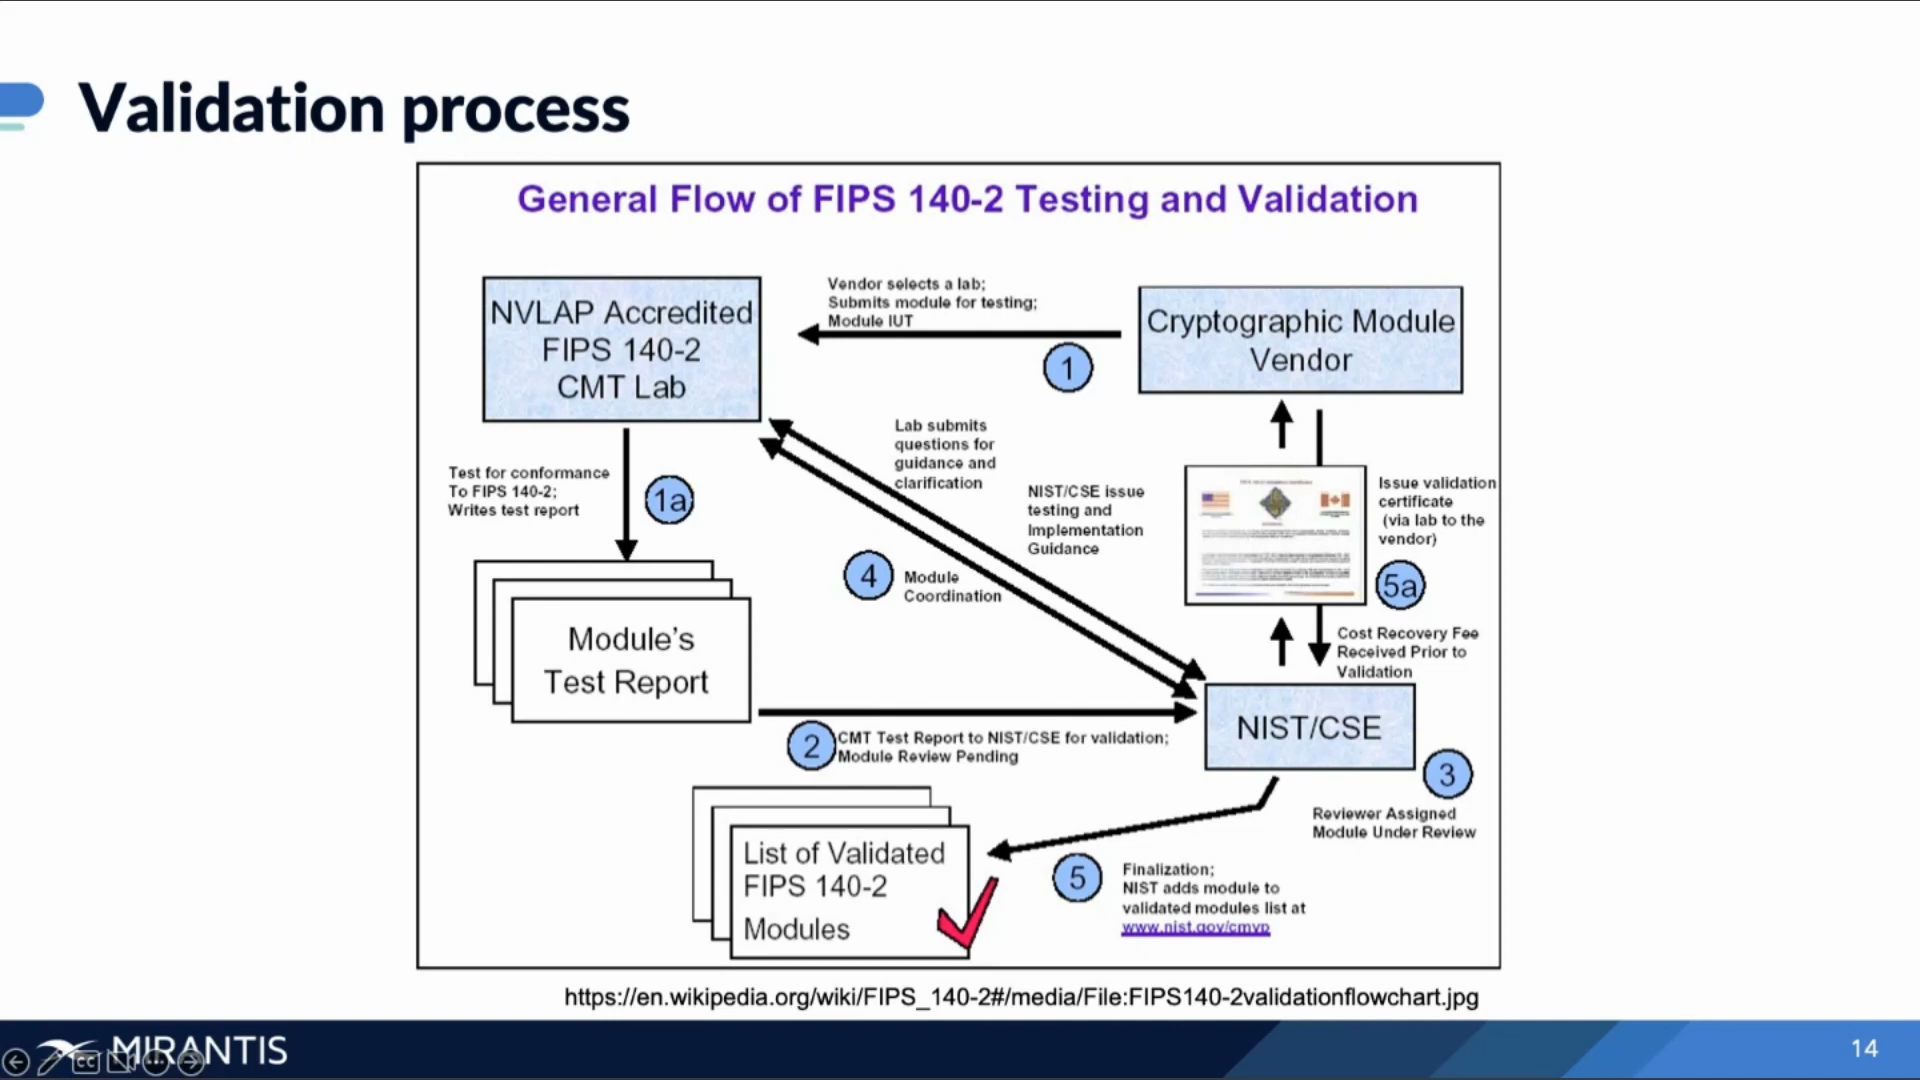 Validation process
General Flow of FIPS 140-2 Testing and Validation
NVLAP Accredited
FIPS 140-2
CMT Lab
Vendor selects a lab;
Submits module for testing;
Module IUT
1
Cryptographic Module
Vendor
Test for conformance
To FIPS 140-2;
Writes test report
1a
Lab submits
questions for
guidance and
clarification
NIST/CSE issue
testing and
Implementation
Guidance
4
Module
Coordination
Issue validation
certificate
(via lab to the
vendor)
5a
Module's
Test Report
Cost Recovery Fee
Received Prior to
Validation
2
CMT Test Report to NIST/CSE for validation;
Module Review Pending
NIST/CSE
3
Reviewer Assigned
Module Under Review
List of Validated
FIPS 140-2
Modules
5
Finalization;
NIST adds module to
validated modules list at
www.nist.gov/cmvp
https://en.wikipedia.org/wiki/FIPS_140-2#/media/File:FIPS140-2validationflowchart.jpg
MIRANTIS
CC
14